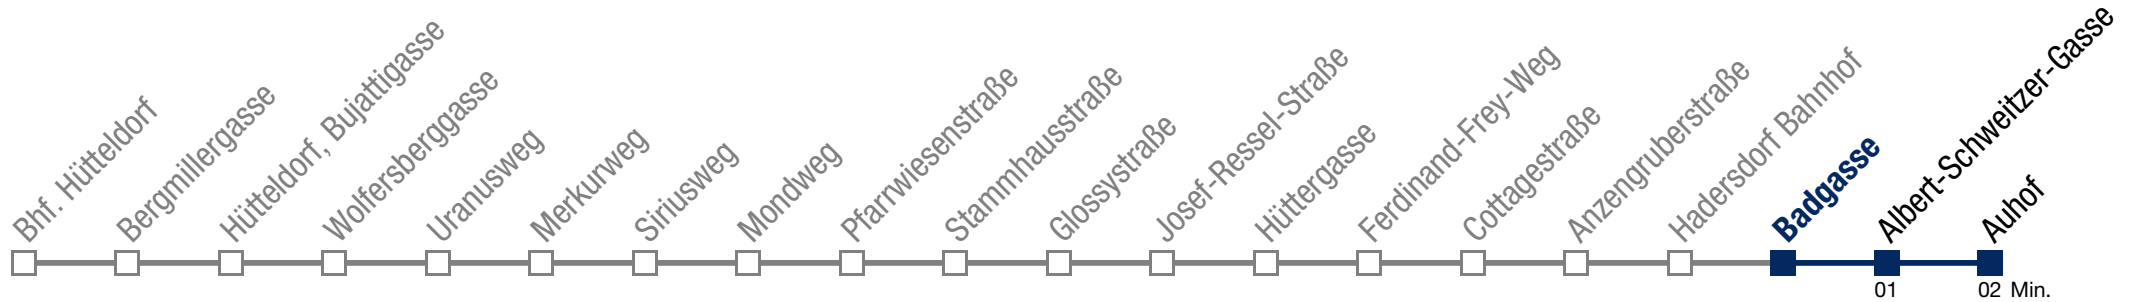 Bhf. Hütteldorf
Bergmillergasse
Hütteldorf, Bujattigasse
Wolfersberggasse
Uranusweg
Merkurweg
Siriusweg
Mondweg
Pfarrwiesenstraße
Stammhausstraße
Glossystraße
Josef-Ressel-Straße
Hüttergasse
Ferdinand-Frey-Weg
Cottagestraße
Anzengruberstraße
Hadersdorf Bahnhof
Badgasse
Albert-Schweitzer-Gasse
Auhof
01
02 Min.